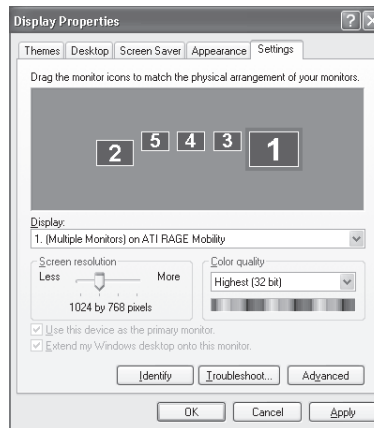 Display Properties
Themes Desktop Screen Saver Appearance Settings
Drag the monitor icons to match the physical arrangement of your monitors.
2 5 4 3 1
Display:
1. (Multiple Monitors) on ATI RAGE Mobility
Screen resolution
Less More
1024 by 768 pixels
Color quality
Highest (32 bit)
Use this device as the primary monitor.
Extend my Windows desktop onto this monitor.
Identify Troubleshoot... Advanced
OK Cancel Apply